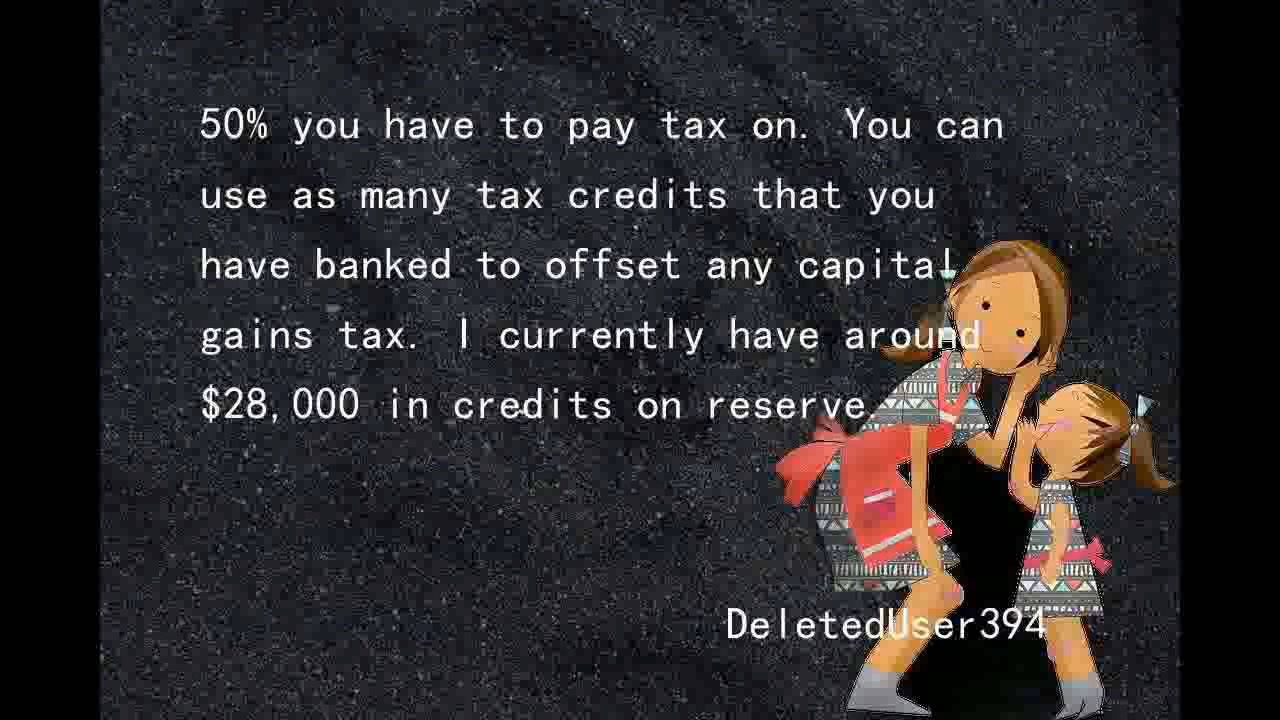 50% you have to pay tax on. You can
use as many tax credits that you
have banked to offset any capital
gains tax. I currently have around
$28,000 in credits on reserve.
DeletedUser394